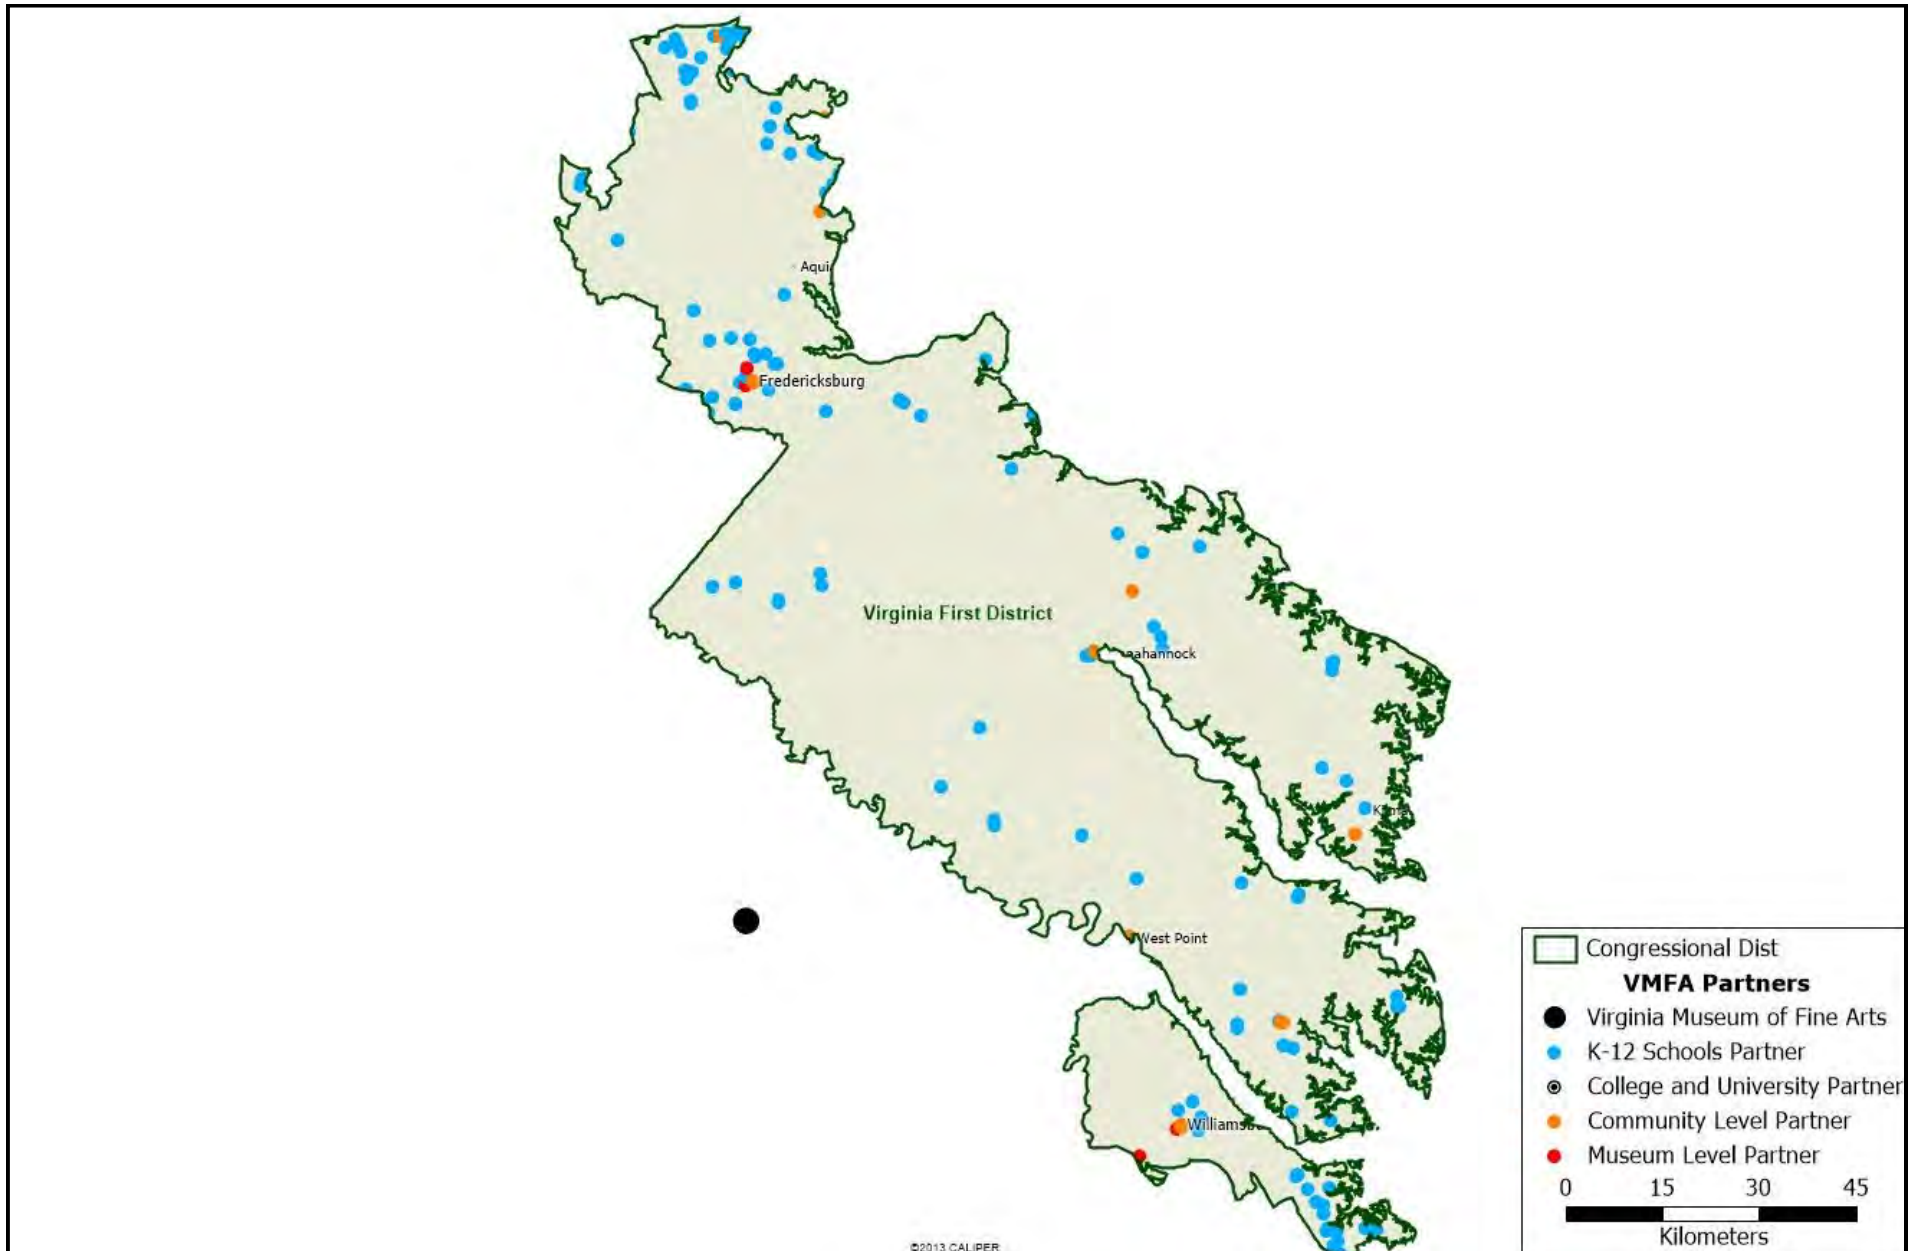 Aqui
Fredericksburg
Virginia First District
ahannock
West Point
Williamsb
Congressional Dist
VMFA Partners
Virginia Museum of Fine Arts
K-12 Schools Partner
College and University Partner
Community Level Partner
Museum Level Partner
0 15 30 45
Kilometers
©2013 CALIPER